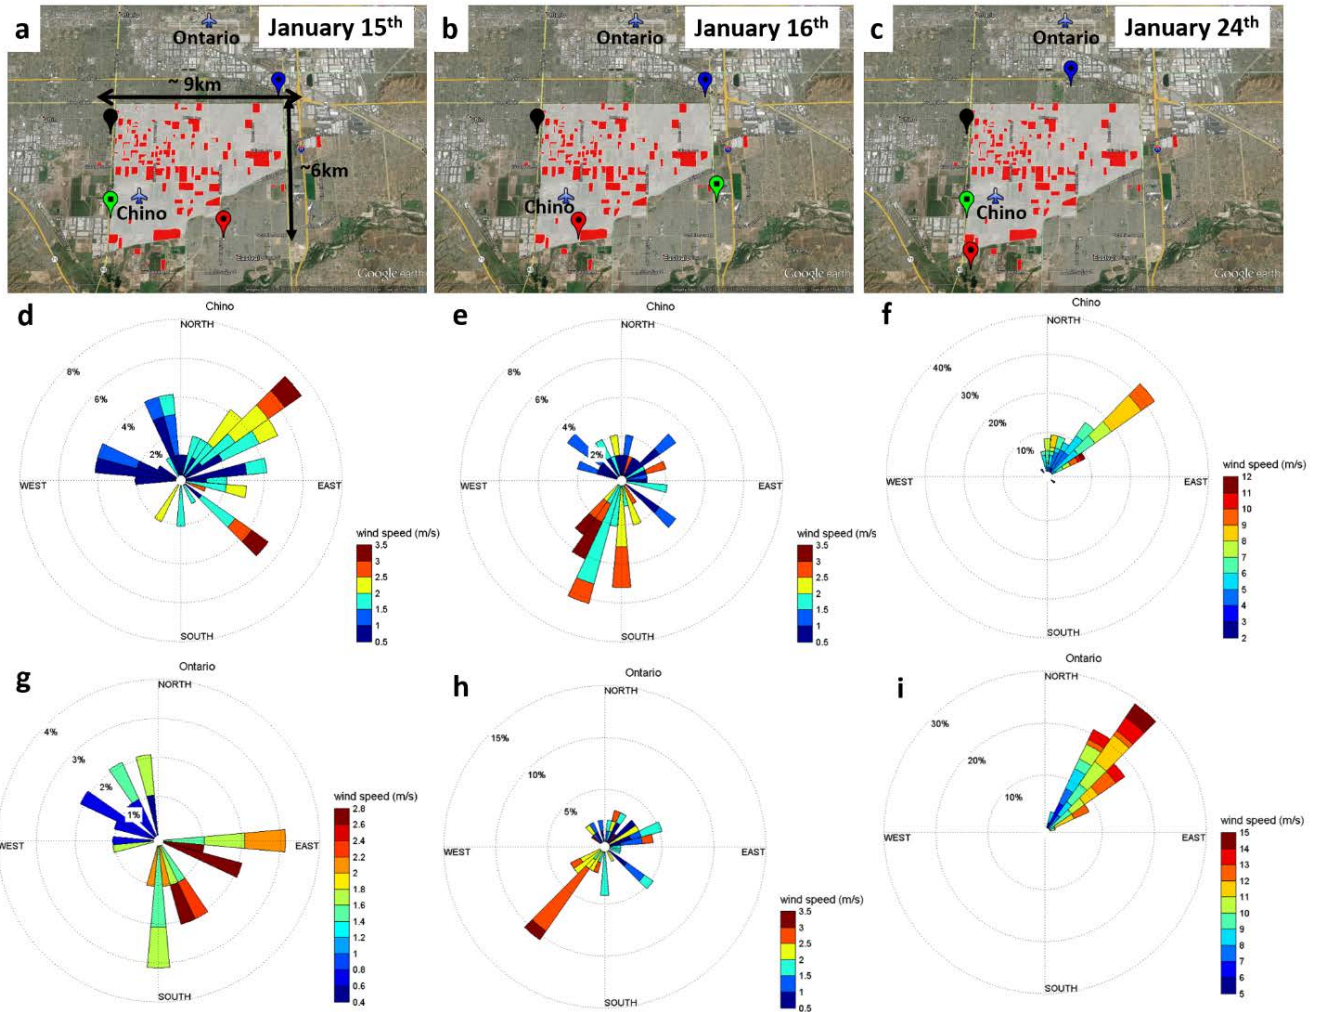 a
January 15th
Ontario
~ 9km
~6km
Chino
Google earth
b
January 16th
Ontario
Chino
Eastvale
Google earth
c
January 24th
Ontario
Chino
Google earth
d
Chino
NORTH
8%
6%
4%
2%
WEST
EAST
SOUTH
wind speed (m/s)
3.5
3
2.5
2
1.5
1
0.5
e
Chino
NORTH
8%
6%
4%
2%
WEST
EAST
SOUTH
wind speed (m/s
3.5
3
2.5
2
1.5
1
0.5
f
Chino
NORTH
40%
30%
20%
10%
WEST
EAST
SOUTH
wind speed (m/s)
12
11
10
9
8
7
6
5
4
3
2
g
Ontario
NORTH
4%
3%
2%
1%
WEST
EAST
SOUTH
wind speed (m/s)
2.8
2.6
2.4
2.2
2
1.8
1.6
1.4
1.2
1
0.8
0.6
0.4
h
Ontario
NORTH
15%
10%
5%
WEST
EAST
SOUTH
wind speed (m/s)
3.5
3
2.5
2
1.5
1
0.5
i
Ontario
NORTH
30%
20%
10%
WEST
EAST
SOUTH
wind speed (m/s)
15
14
13
12
11
10
9
8
7
6
5